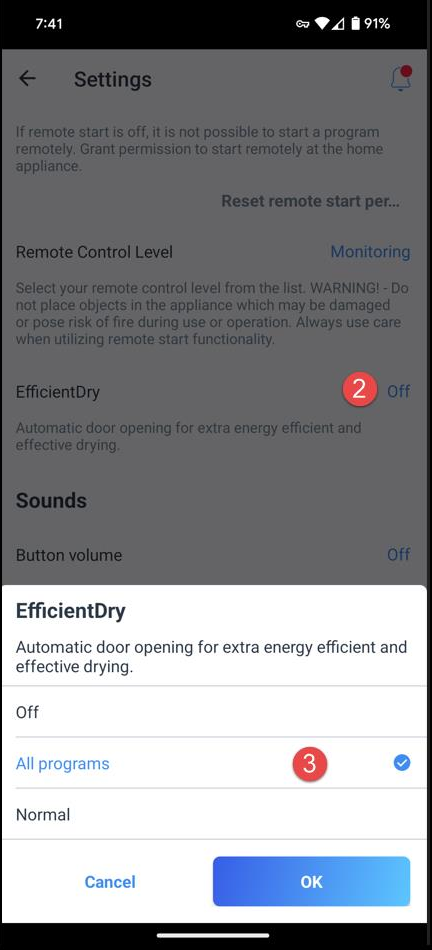 7:41
91%
Settings
If remote start is off, it is not possible to start a program
remotely. Grant permission to start remotely at the home
appliance.
Reset remote start per...
Remote Control Level
Monitoring
Select your remote control level from the list. WARNING! - Do
not place objects in the appliance which may be damaged
or pose risk of fire during use or operation. Always use care
when utilizing remote start functionality.
EfficientDry
2
Off
Automatic door opening for extra energy efficient and
effective drying.
Sounds
Button volume
Off
EfficientDry
Automatic door opening for extra energy efficient and
effective drying.
Off
All programs
3
Normal
Cancel
OK